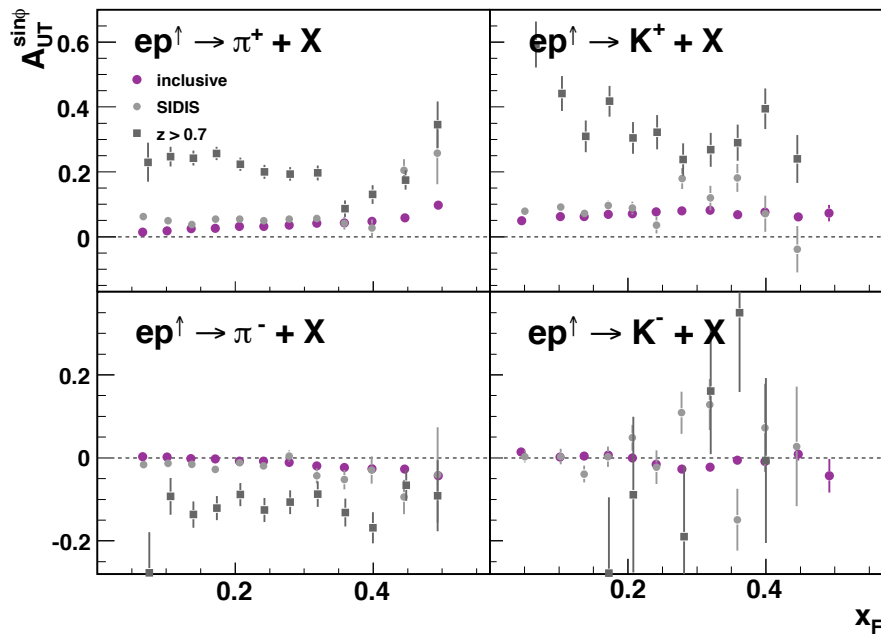 A_UT^sinϕ
ep↑ → π⁺ + X
ep↑ → K⁺ + X
inclusive
SIDIS
z > 0.7
0.6
0.4
0.2
0
ep↑ → π⁻ + X
ep↑ → K⁻ + X
0.2
0
-0.2
0.2
0.4
0.2
0.4
x_F